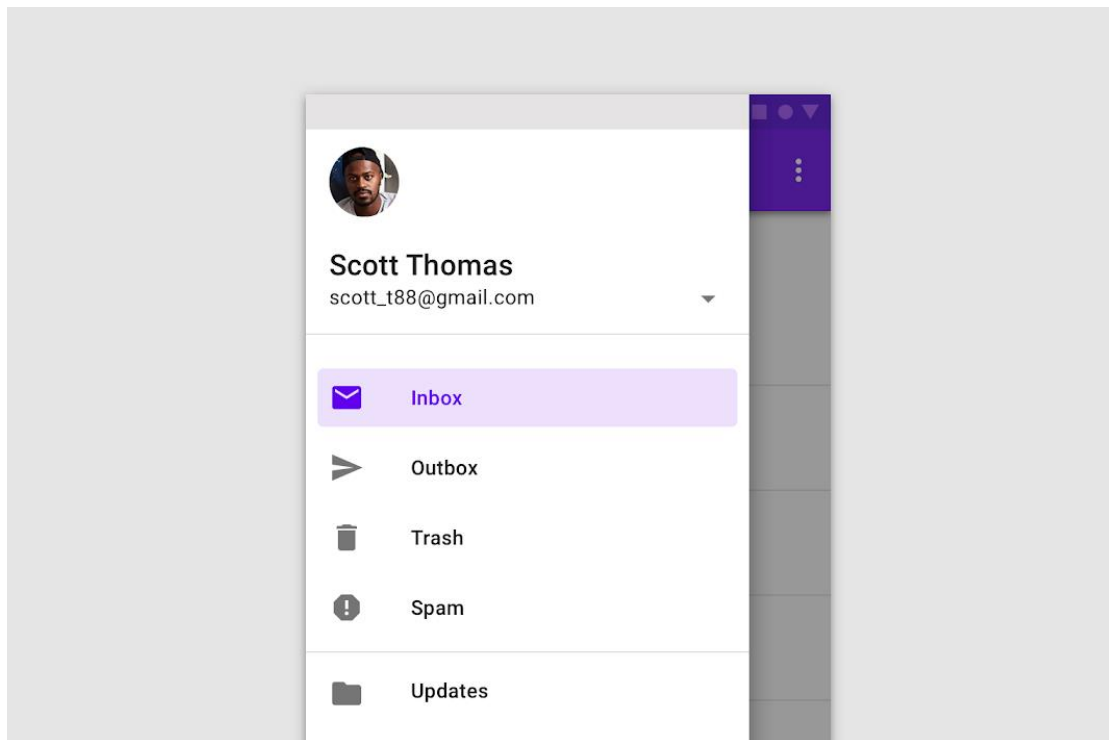 Scott Thomas
scott_t88@gmail.com
Inbox
Outbox
Trash
Spam
Updates